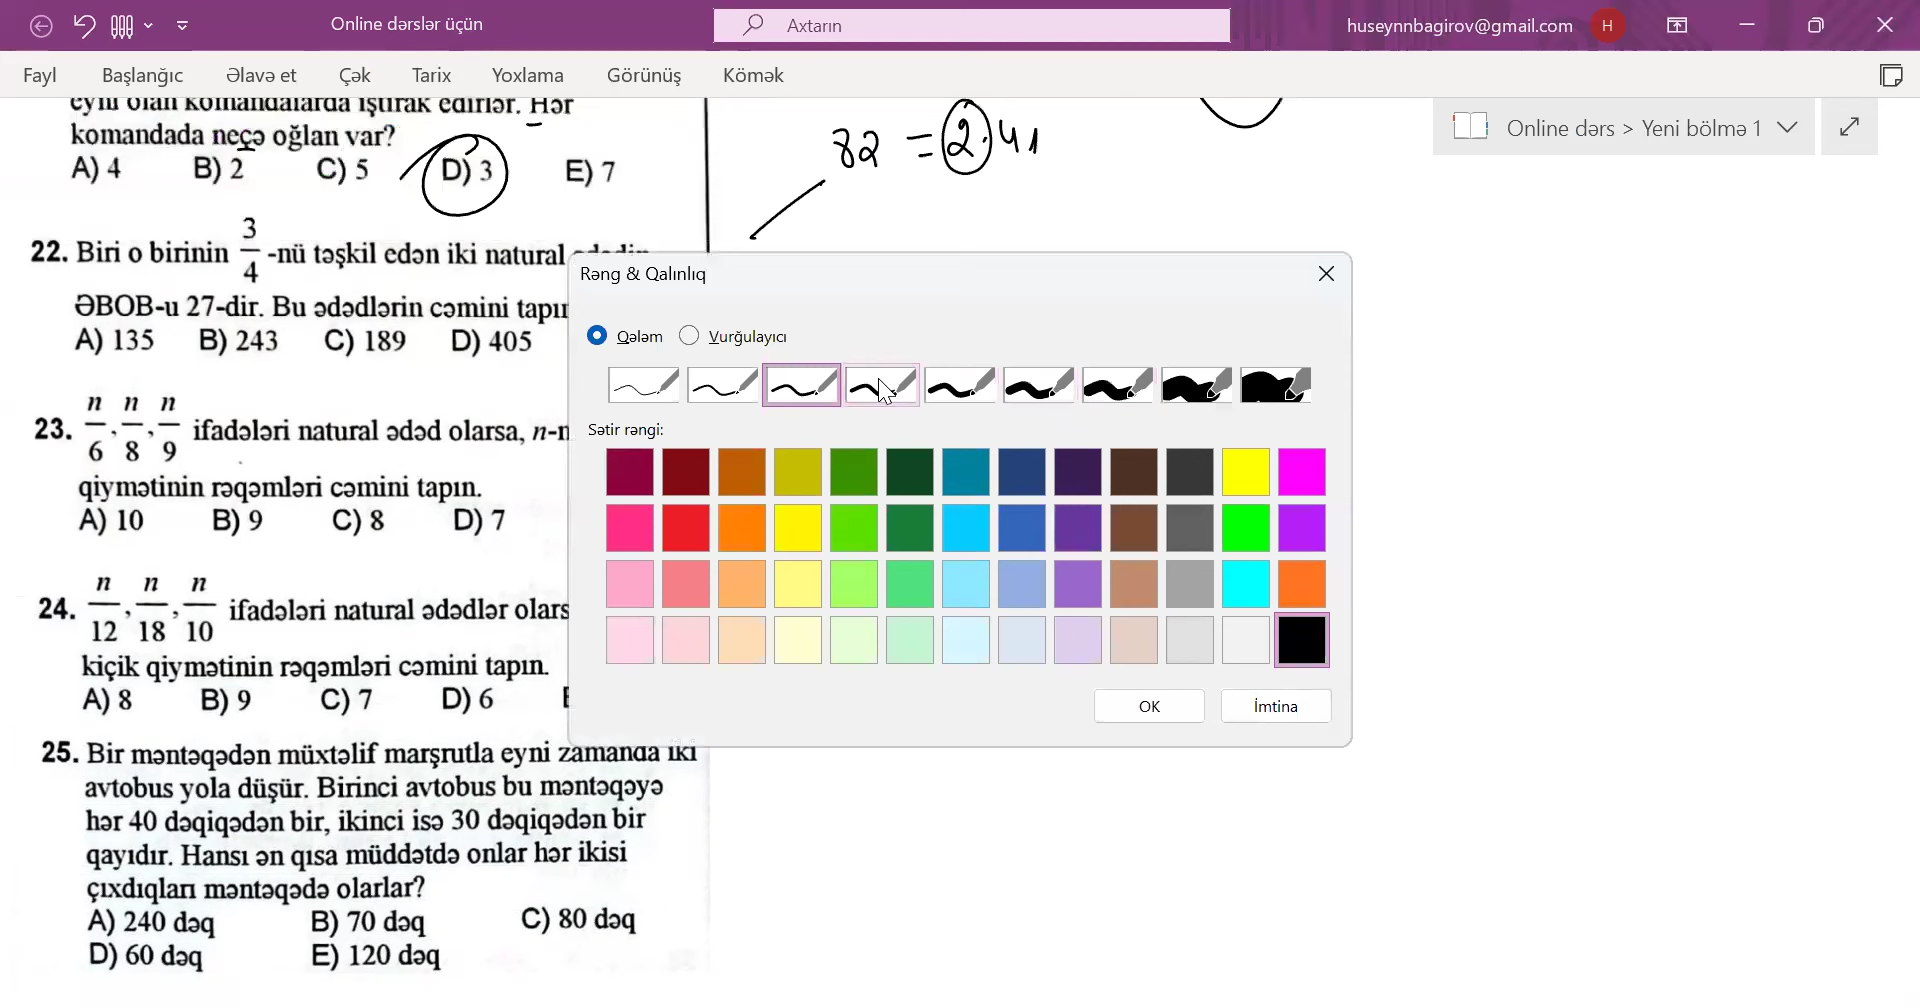 Online dərslər üçün
Axtarın
huseynnbagirov@gmail.com
H
Fayl Başlanğıc Əlavə et Çək Tarix Yoxlama Görünüş Kömək
Online dərs > Yeni bölmə 1
eyni olan komandalarda iştirak edirlər. Hər
komandada neçə oğlan var?
A) 4 B) 2 C) 5 D) 3 E) 7
82 = 2·41
22. Biri o birinin 3/4 -nü təşkil edən iki natural
ƏBOB-u 27-dir. Bu ədədlərin cəmini
A) 135 B) 243 C) 189 D) 405
23. n/6, n/8, n/9 ifadələri natural ədəd olarsa,
qiymətinin rəqəmləri cəmini tapın.
A) 10 B) 9 C) 8 D) 7
24. n/12, n/18, n/10 ifadələri natural ədədlər
kiçik qiymətinin rəqəmləri cəmini tapın.
A) 8 B) 9 C) 7 D) 6
25. Bir məntəqədən müxtəlif marşrutla eyni zamanda iki
avtobus yola düşür. Birinci avtobus bu məntəqəyə
hər 40 dəqiqədən bir, ikinci isə 30 dəqiqədən bir
qayıdır. Hansı ən qısa müddətdə onlar hər ikisi
çıxdıqları məntəqədə olarlar?
A) 240 dəq B) 70 dəq C) 80 dəq
D) 60 dəq E) 120 dəq
Rəng & Qalınlıq
Qələm Vurğulayıcı
Sətir rəngi:
OK İmtina